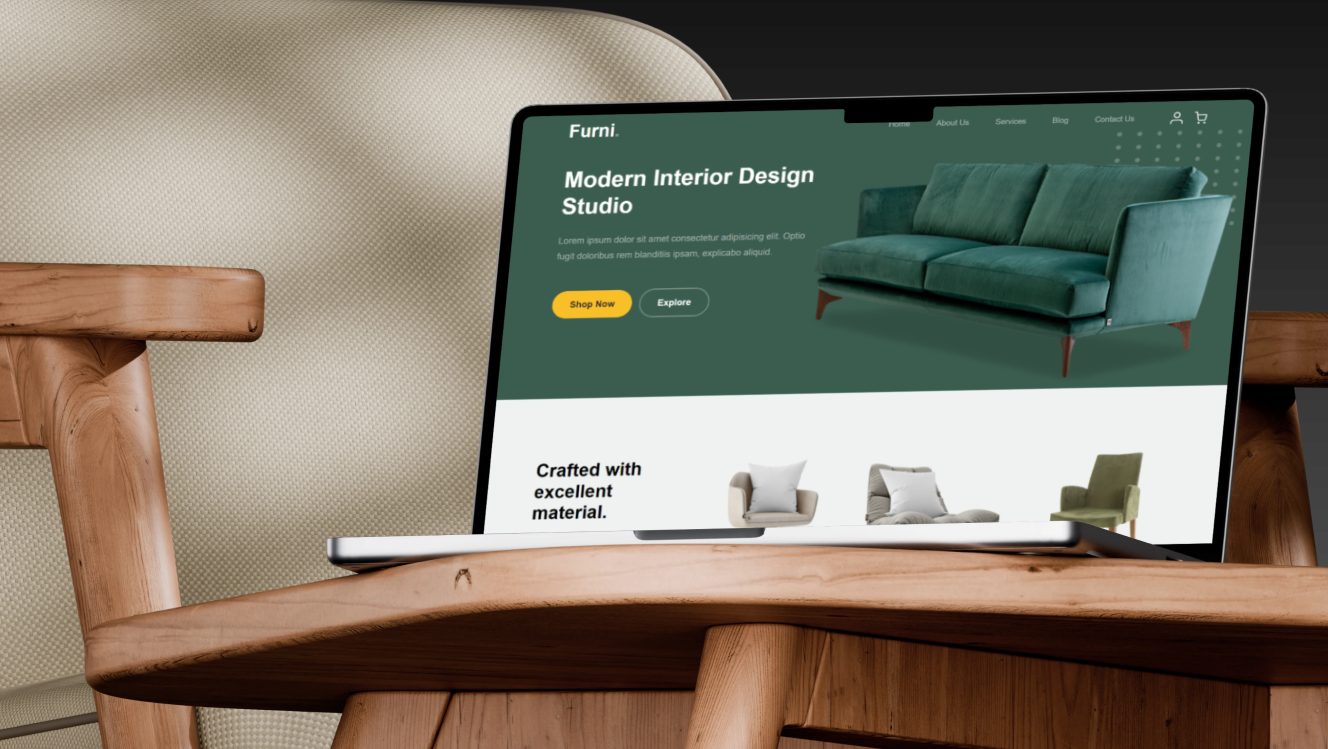 Furni.
Home About Us Services Blog Contact Us
Modern Interior Design
Studio
Lorem ipsum dolor sit amet consectetur adipisicing elit. Optio
fugit doloribus rem blanditiis ipsam, explicabo aliquid.
Shop Now Explore
Crafted with
excellent
material.